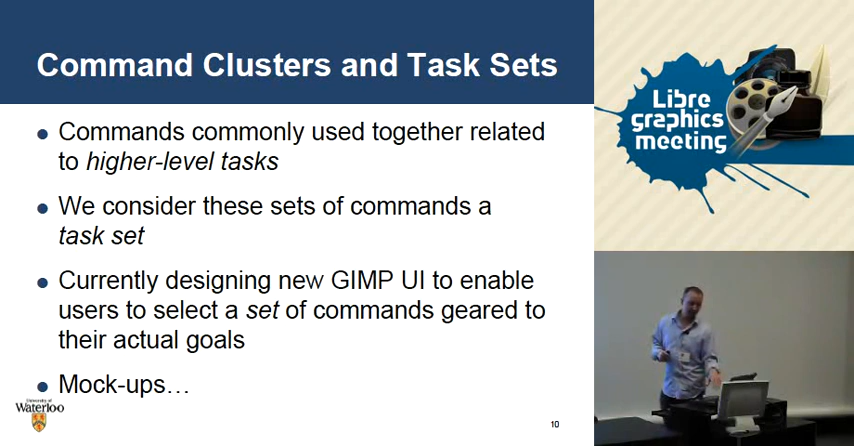 Command Clusters and Task Sets
Commands commonly used together related
to higher-level tasks
We consider these sets of commands a
task set
Currently designing new GIMP UI to enable
users to select a set of commands geared to
their actual goals
Mock-ups…
University of
Waterloo
10
Libre
graphics
meeting